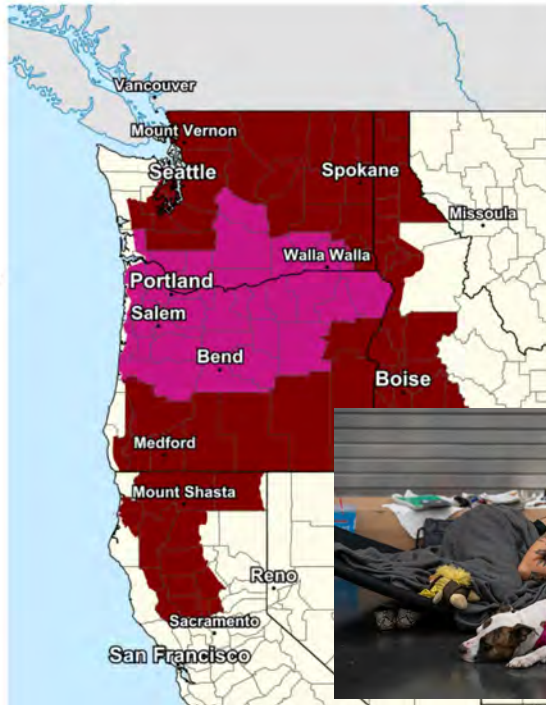 Vancouver
Mount Vernon
Seattle
Spokane
Missoula
Walla Walla
Portland
Salem
Bend
Boise
Medford
Mount Shasta
Reno
Sacramento
San Francisco